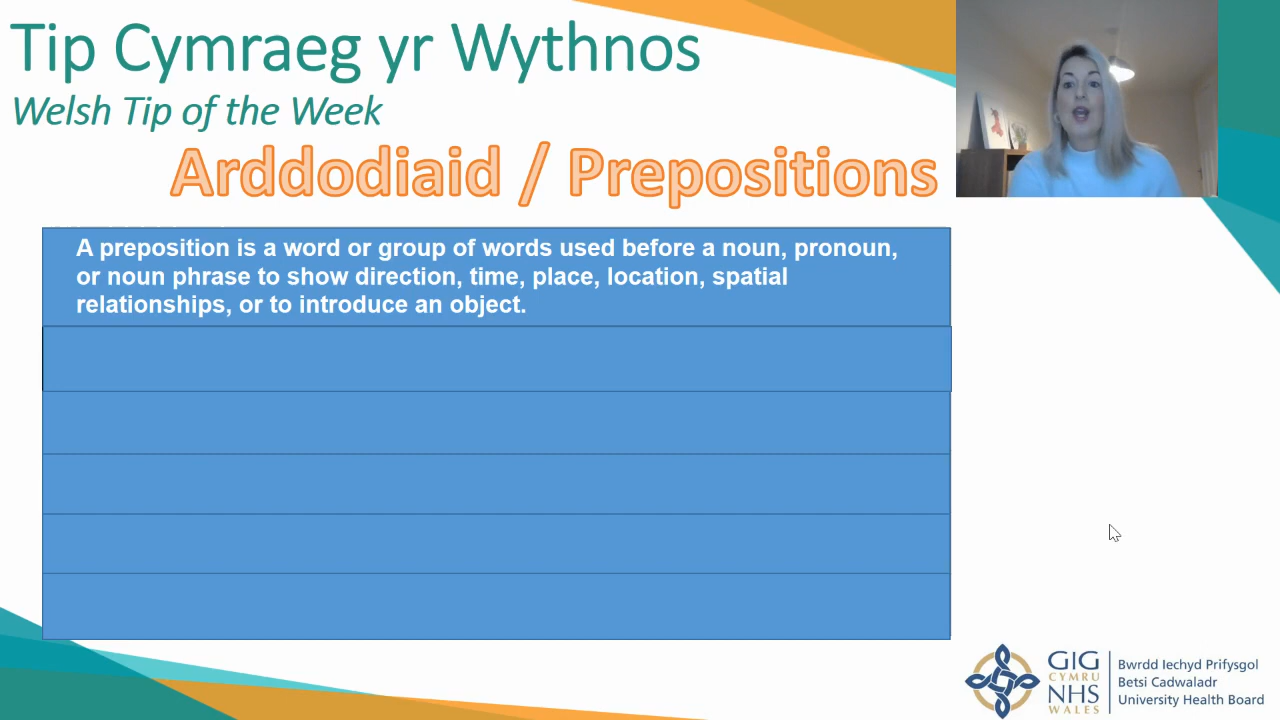 Tip Cymraeg yr Wythnos
Welsh Tip of the Week
Arddodiaid / Prepositions
A preposition is a word or group of words used before a noun, pronoun,
or noun phrase to show direction, time, place, location, spatial
relationships, or to introduce an object.
GIG
CYMRU
NHS
WALES
Bwrdd Iechyd Prifysgol
Betsi Cadwaladr
University Health Board